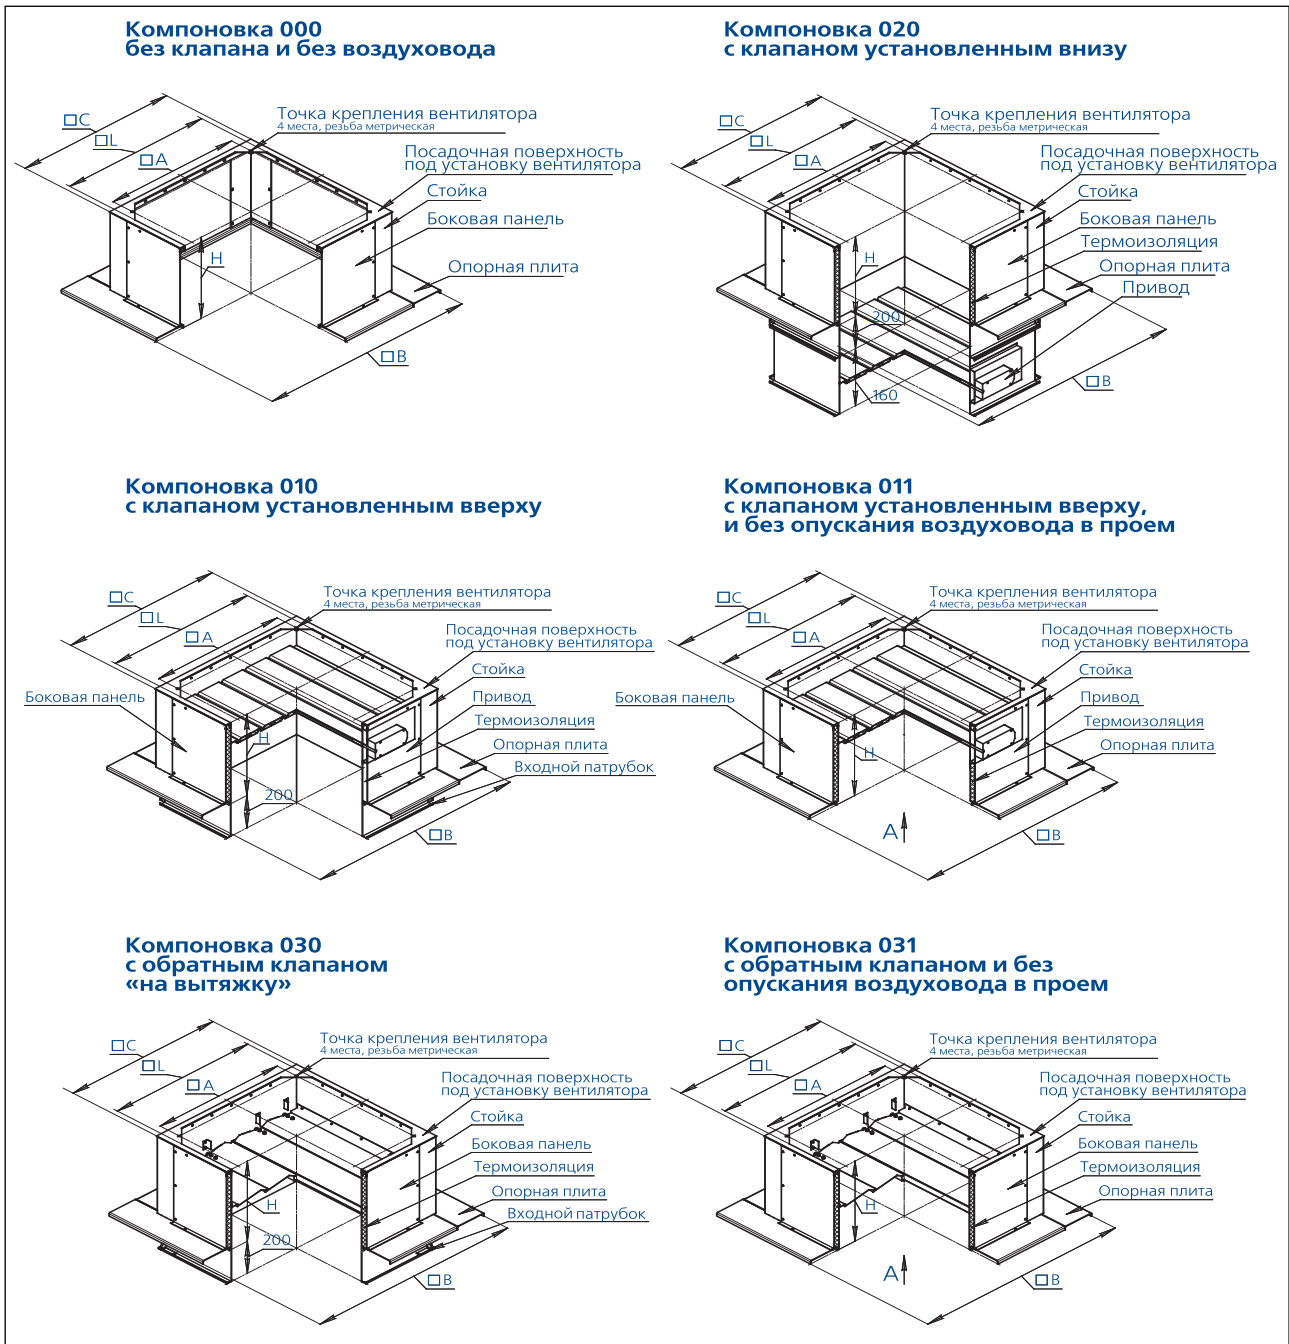 Компоновка 000
без клапана и без воздуховода
□C
□L
□A
Точка крепления вентилятора
4 места, резьба метрическая
Посадочная поверхность
под установку вентилятора
Стойка
Боковая панель
Опорная плита
H
□B
Компоновка 020
с клапаном установленным внизу
□C
□L
□A
Точка крепления вентилятора
4 места, резьба метрическая
Посадочная поверхность
под установку вентилятора
Стойка
Боковая панель
Термоизоляция
Опорная плита
Привод
H
200
160
□B
Компоновка 010
с клапаном установленным вверху
□C
□L
□A
Точка крепления вентилятора
4 места, резьба метрическая
Посадочная поверхность
под установку вентилятора
Стойка
Боковая панель
Привод
Термоизоляция
Опорная плита
Входной патрубок
H
200
□B
Компоновка 011
с клапаном установленным вверху,
и без опускания воздуховода в проем
□C
□L
□A
Точка крепления вентилятора
4 места, резьба метрическая
Посадочная поверхность
под установку вентилятора
Стойка
Боковая панель
Привод
Термоизоляция
Опорная плита
H
A
□B
Компоновка 030
с обратным клапаном
«на вытяжку»
□C
□L
□A
Точка крепления вентилятора
4 места, резьба метрическая
Посадочная поверхность
под установку вентилятора
Стойка
Боковая панель
Термоизоляция
Опорная плита
Входной патрубок
H
200
□B
Компоновка 031
с обратным клапаном и без
опускания воздуховода в проем
□C
□L
□A
Точка крепления вентилятора
4 места, резьба метрическая
Посадочная поверхность
под установку вентилятора
Стойка
Боковая панель
Термоизоляция
Опорная плита
H
A
□B